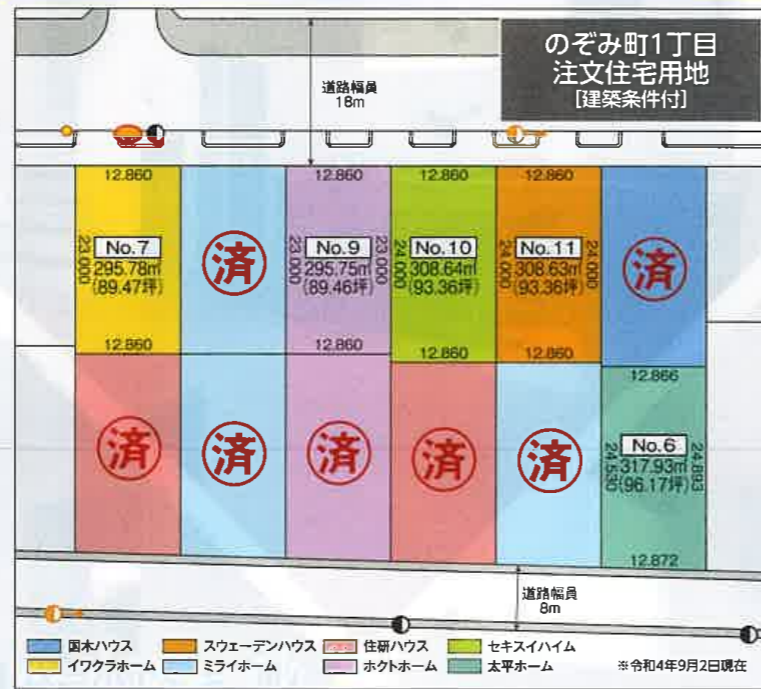 のぞみ町1丁目
注文住宅用地
[建築条件付]
道路幅員
18m
12.860
12.860
12.860
12.860
23.000
No.7
295.78㎡
(89.47坪)
済
23.000
No.9
295.75㎡
(89.46坪)
23.000
24.000
No.10
308.64㎡
(93.36坪)
24.000
No.11
308.63㎡
(93.36坪)
24.000
済
12.860
12.860
12.860
12.860
12.866
済
済
済
済
済
24.530
No.6
317.93㎡
(96.17坪)
24.893
12.872
道路幅員
8m
国木ハウス
スウェーデンハウス
住研ハウス
セキスイハイム
イワクラホーム
ミライホーム
ホクトホーム
太平ホーム
※令和4年9月2日現在